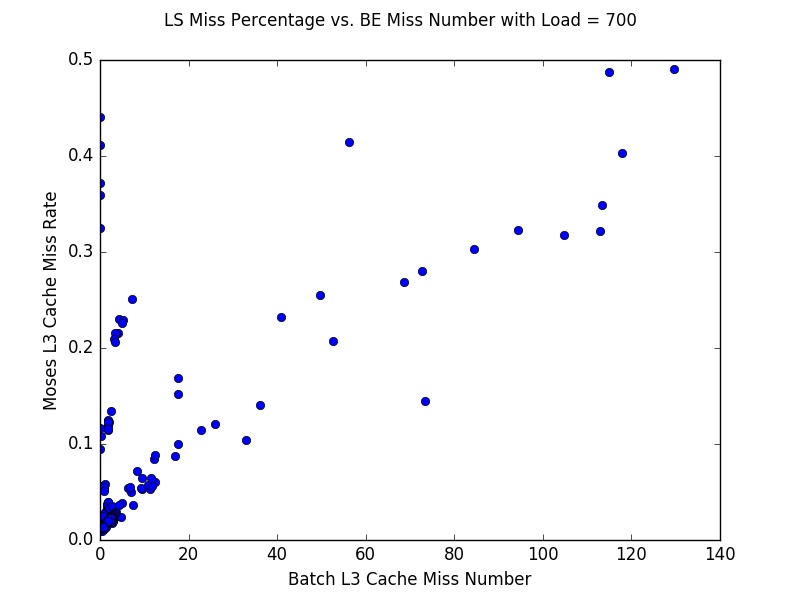 LS Miss Percentage vs. BE Miss Number with Load = 700
0.5
0.4
0.3
0.2
0.1
0.0
Moses L3 Cache Miss Rate
0 20 40 60 80 100 120 140
Batch L3 Cache Miss Number